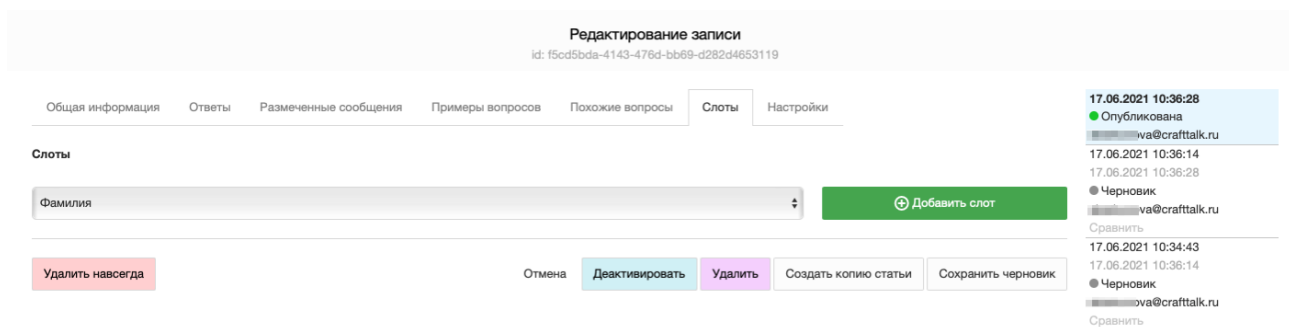 Редактирование записи
id: f5cd5bda-4143-476d-bb69-d282d4653119
Общая информация Ответы Размеченные сообщения Примеры вопросов Похожие вопросы Слоты Настройки
Слоты
Фамилия
Добавить слот
Удалить навсегда Отмена Деактивировать Удалить Создать копию статьи Сохранить черновик
17.06.2021 10:36:28
Опубликована
va@crafttalk.ru
17.06.2021 10:36:14
17.06.2021 10:36:28
Черновик
va@crafttalk.ru
Сравнить
17.06.2021 10:34:43
17.06.2021 10:36:14
Черновик
va@crafttalk.ru
Сравнить